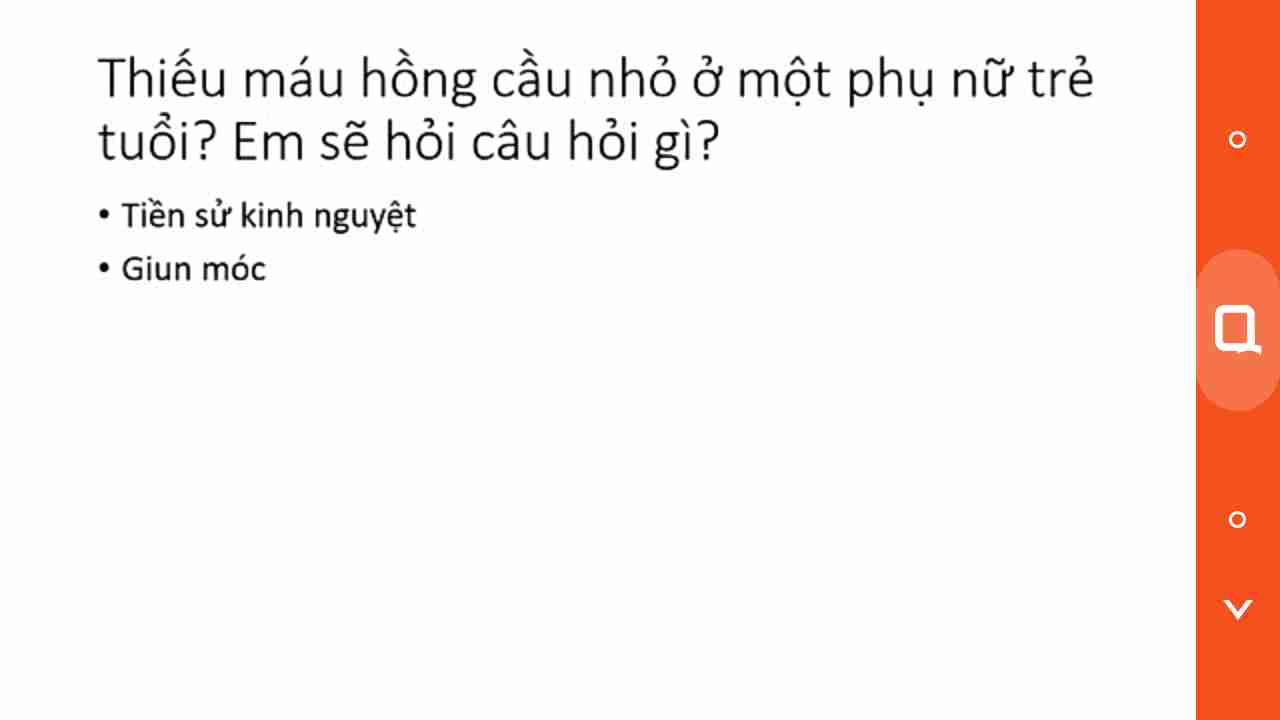 Thiếu máu hồng cầu nhỏ ở một phụ nữ trẻ
tuổi? Em sẽ hỏi câu hỏi gì?
• Tiền sử kinh nguyệt
• Giun móc